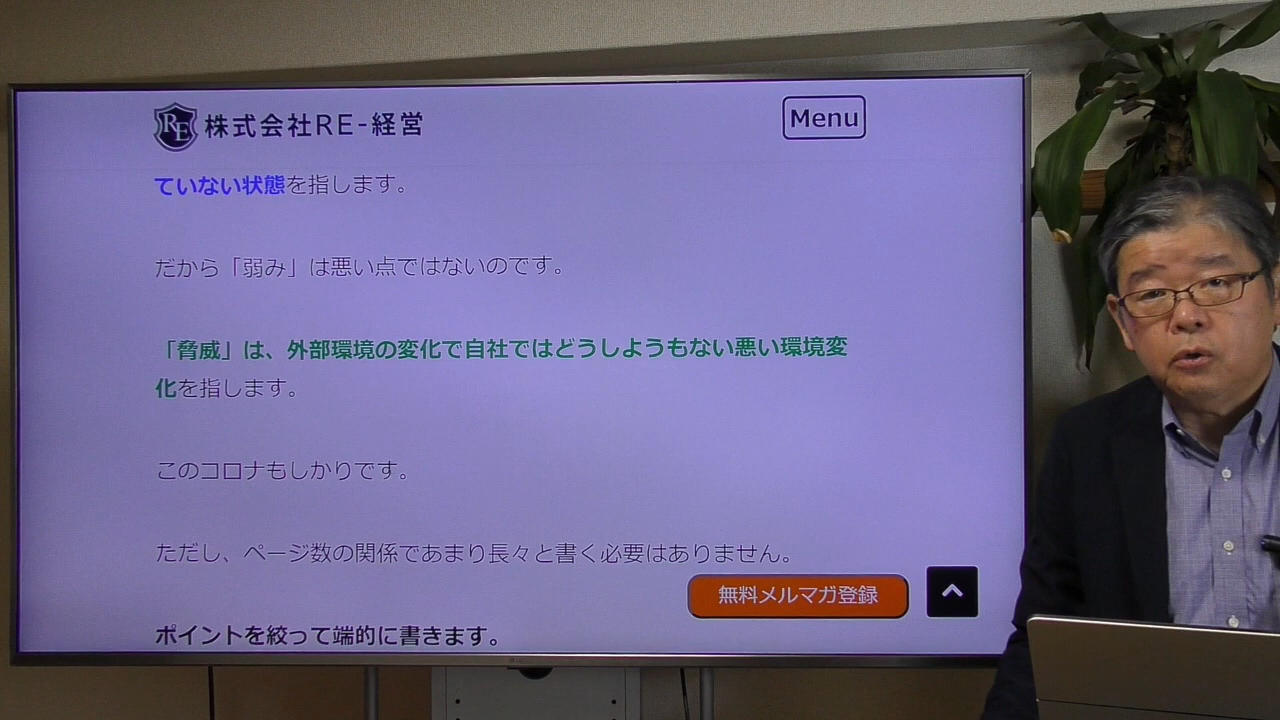 RE 株式会社RE-経営
Menu
ていない状態を指します。
だから「弱み」は悪い点ではないのです。
「脅威」は、外部環境の変化で自社ではどうしようもない悪い環境変
化を指します。
このコロナもしかりです。
ただし、ページ数の関係であまり長々と書く必要はありません。
無料メルマガ登録
ポイントを絞って端的に書きます。